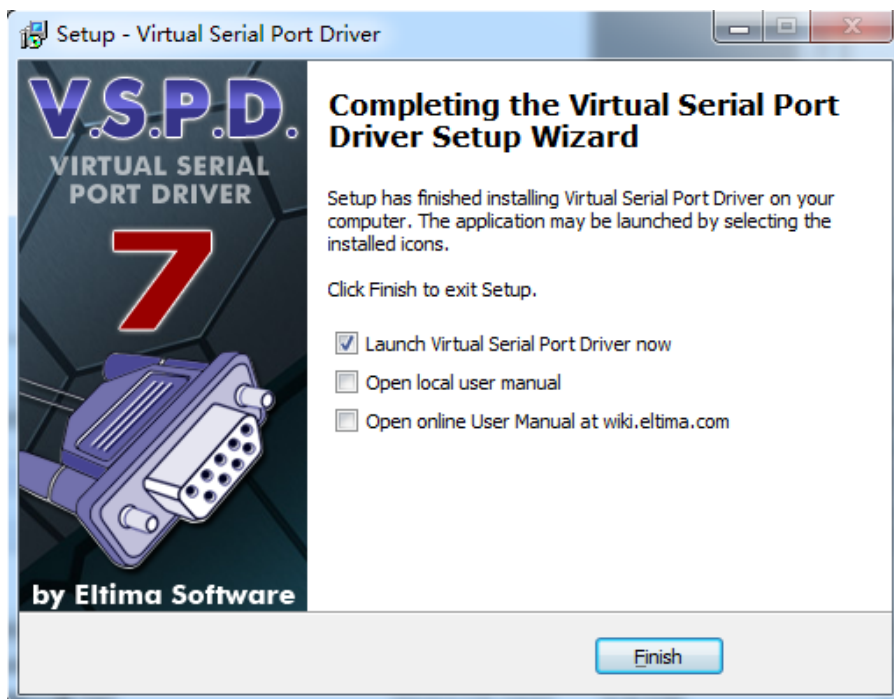 Setup - Virtual Serial Port Driver
V.S.P.D.
VIRTUAL SERIAL
PORT DRIVER
7
by Eltima Software
Completing the Virtual Serial Port
Driver Setup Wizard
Setup has finished installing Virtual Serial Port Driver on your
computer. The application may be launched by selecting the
installed icons.
Click Finish to exit Setup.
Launch Virtual Serial Port Driver now
Open local user manual
Open online User Manual at wiki.eltima.com
Finish